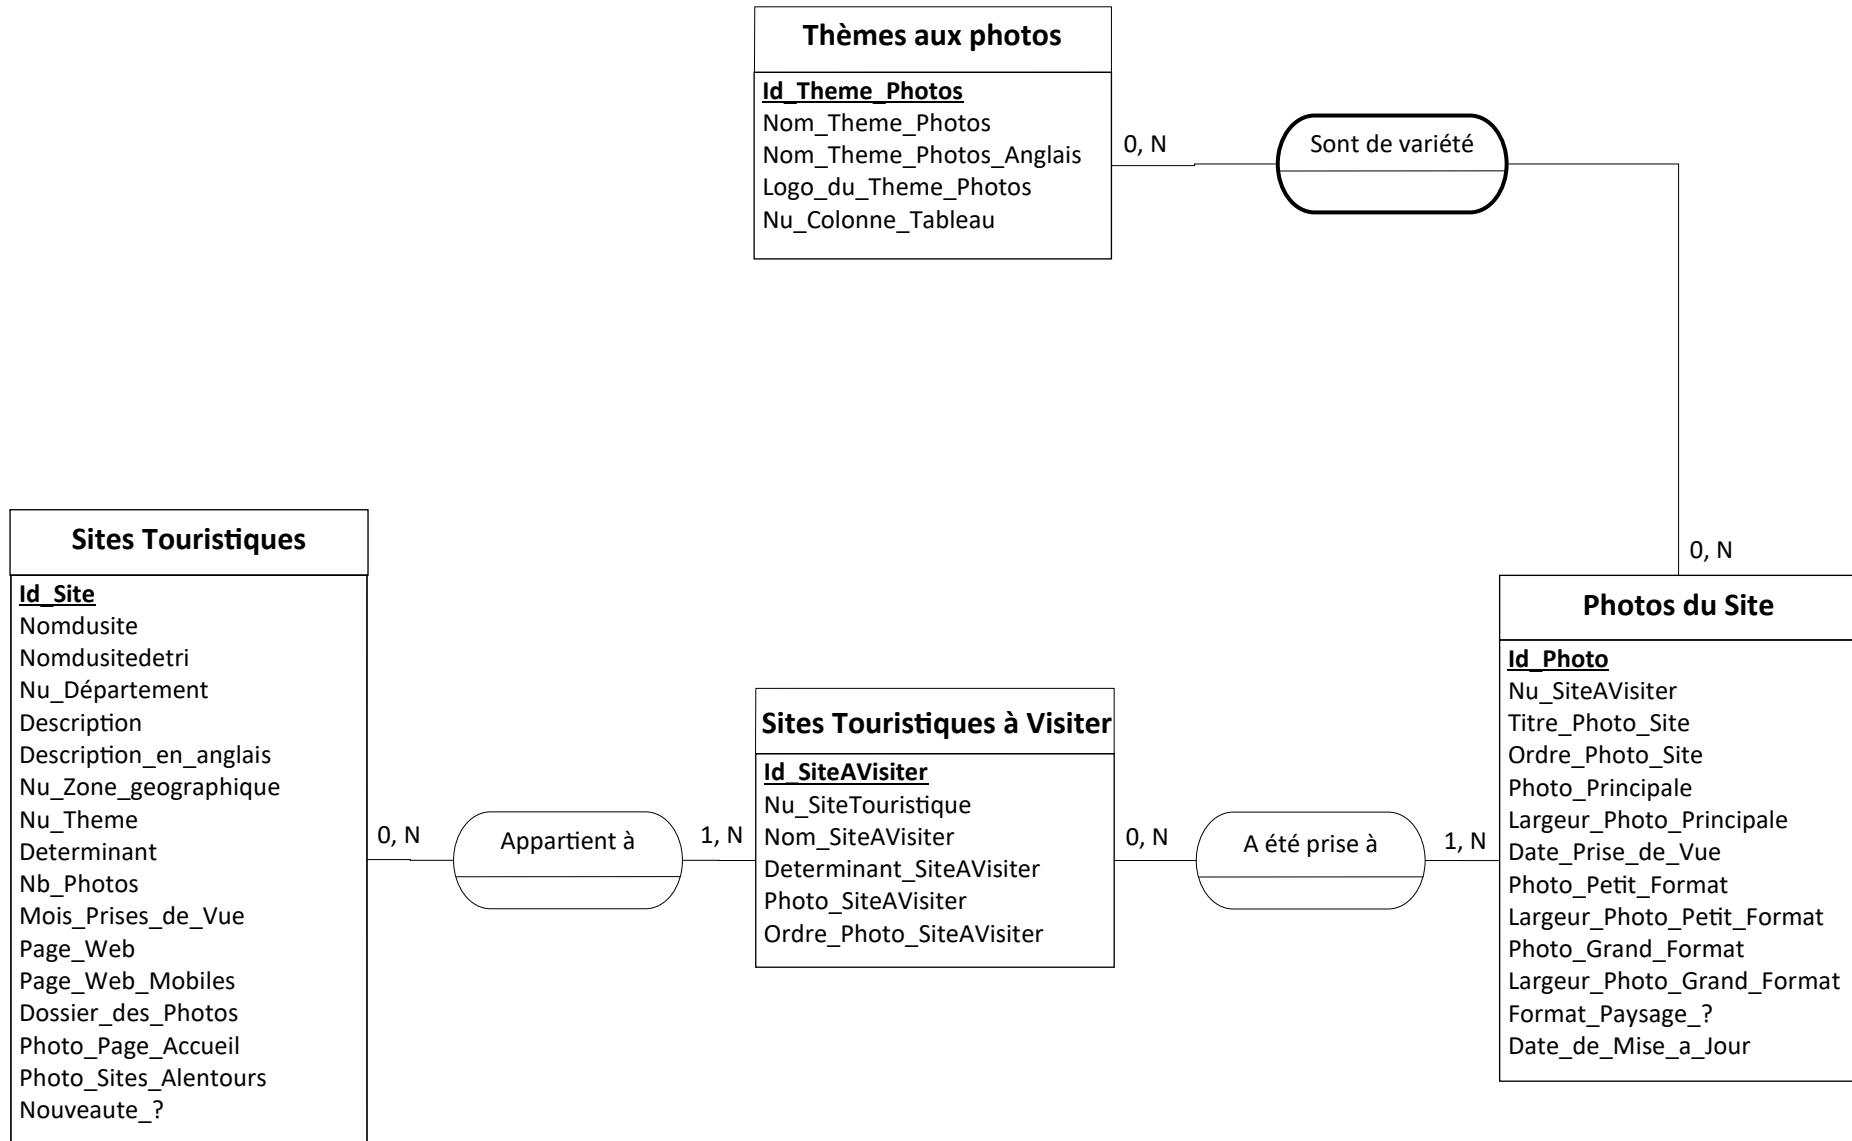 Thèmes aux photos
Id_Theme_Photos
Nom_Theme_Photos
Nom_Theme_Photos_Anglais
Logo_du_Theme_Photos
Nu_Colonne_Tableau
0, N
Sont de variété
0, N
Sites Touristiques
Id_Site
Nomdusite
Nomdusitedetri
Nu_Département
Description
Description_en_anglais
Nu_Zone_geographique
Nu_Theme
Determinant
Nb_Photos
Mois_Prises_de_Vue
Page_Web
Page_Web_Mobiles
Dossier_des_Photos
Photo_Page_Accueil
Photo_Sites_Alentours
Nouveaute_?
0, N
Appartient à
1, N
Sites Touristiques à Visiter
Id_SiteAVisiter
Nu_SiteTouristique
Nom_SiteAVisiter
Determinant_SiteAVisiter
Photo_SiteAVisiter
Ordre_Photo_SiteAVisiter
0, N
A été prise à
1, N
Photos du Site
Id_Photo
Nu_SiteAVisiter
Titre_Photo_Site
Ordre_Photo_Site
Photo_Principale
Largeur_Photo_Principale
Date_Prise_de_Vue
Photo_Petit_Format
Largeur_Photo_Petit_Format
Photo_Grand_Format
Largeur_Photo_Grand_Format
Format_Paysage_?
Date_de_Mise_a_Jour